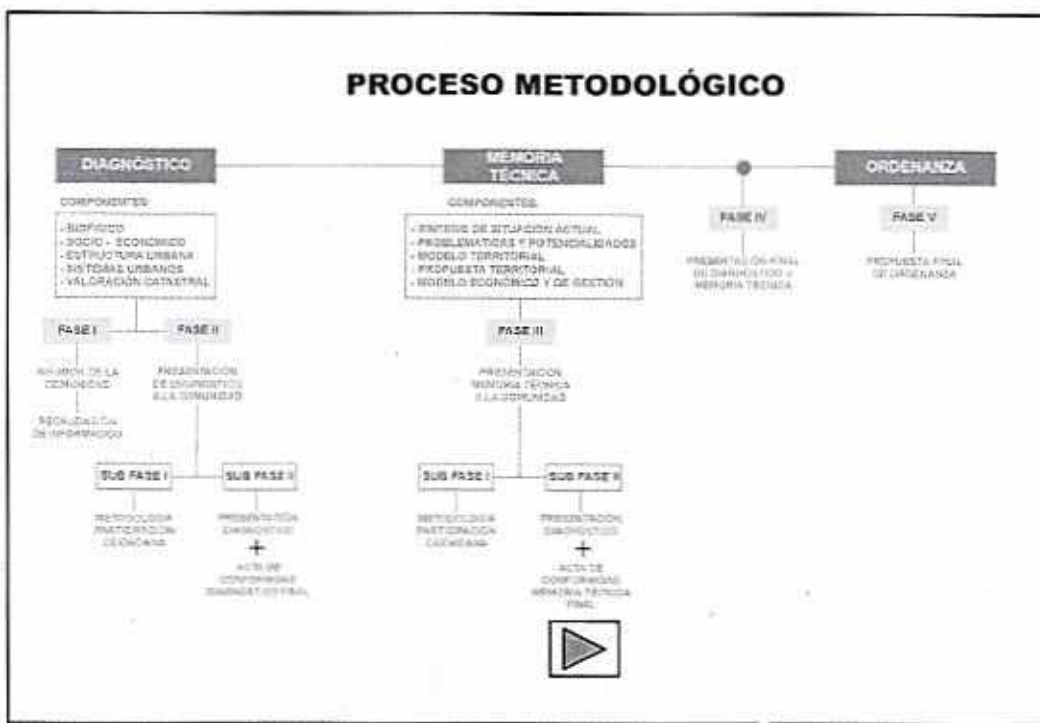 PROCESO METODOLÓGICO
DIAGNÓSTICO
MEMORIA
TÉCNICA
ORDENANZA
COMPONENTES:
- BIOFÍSICO
- SOCIO - ECONÓMICO
- ESTRUCTURA URBANA
- SISTEMAS URBANOS
- VALORACIÓN CATASTRAL
COMPONENTES:
- SÍNTESIS DE SITUACIÓN ACTUAL
- PROBLEMÁTICAS Y POTENCIALIDADES
- MODELO TERRITORIAL
- PROPUESTA TERRITORIAL
- MODELO ECONÓMICO Y DE GESTIÓN
FASE IV
PRESENTACIÓN FINAL
DE DIAGNÓSTICO Y
MEMORIA TÉCNICA
FASE V
PROPUESTA FINAL
DE ORDENANZA
FASE I
FASE II
FASE III
DE LA
PRESENTACIÓN
DE DIAGNÓSTICO
A LA COMUNIDAD
DE INFORMACIÓN
PRESENTACIÓN
MEMORIA TÉCNICA
A LA COMUNIDAD
SUB FASE I
SUB FASE II
SUB FASE I
SUB FASE II
METODOLOGÍA
PARTICIPACIÓN
CIUDADANA
PRESENTACIÓN
DIAGNÓSTICO
+
ACTA DE
CONFORMIDAD
DIAGNÓSTICO FINAL
METODOLOGÍA
PARTICIPACIÓN
CIUDADANA
PRESENTACIÓN
DIAGNÓSTICO
+
ACTA DE
CONFORMIDAD
MEMORIA TÉCNICA
FINAL